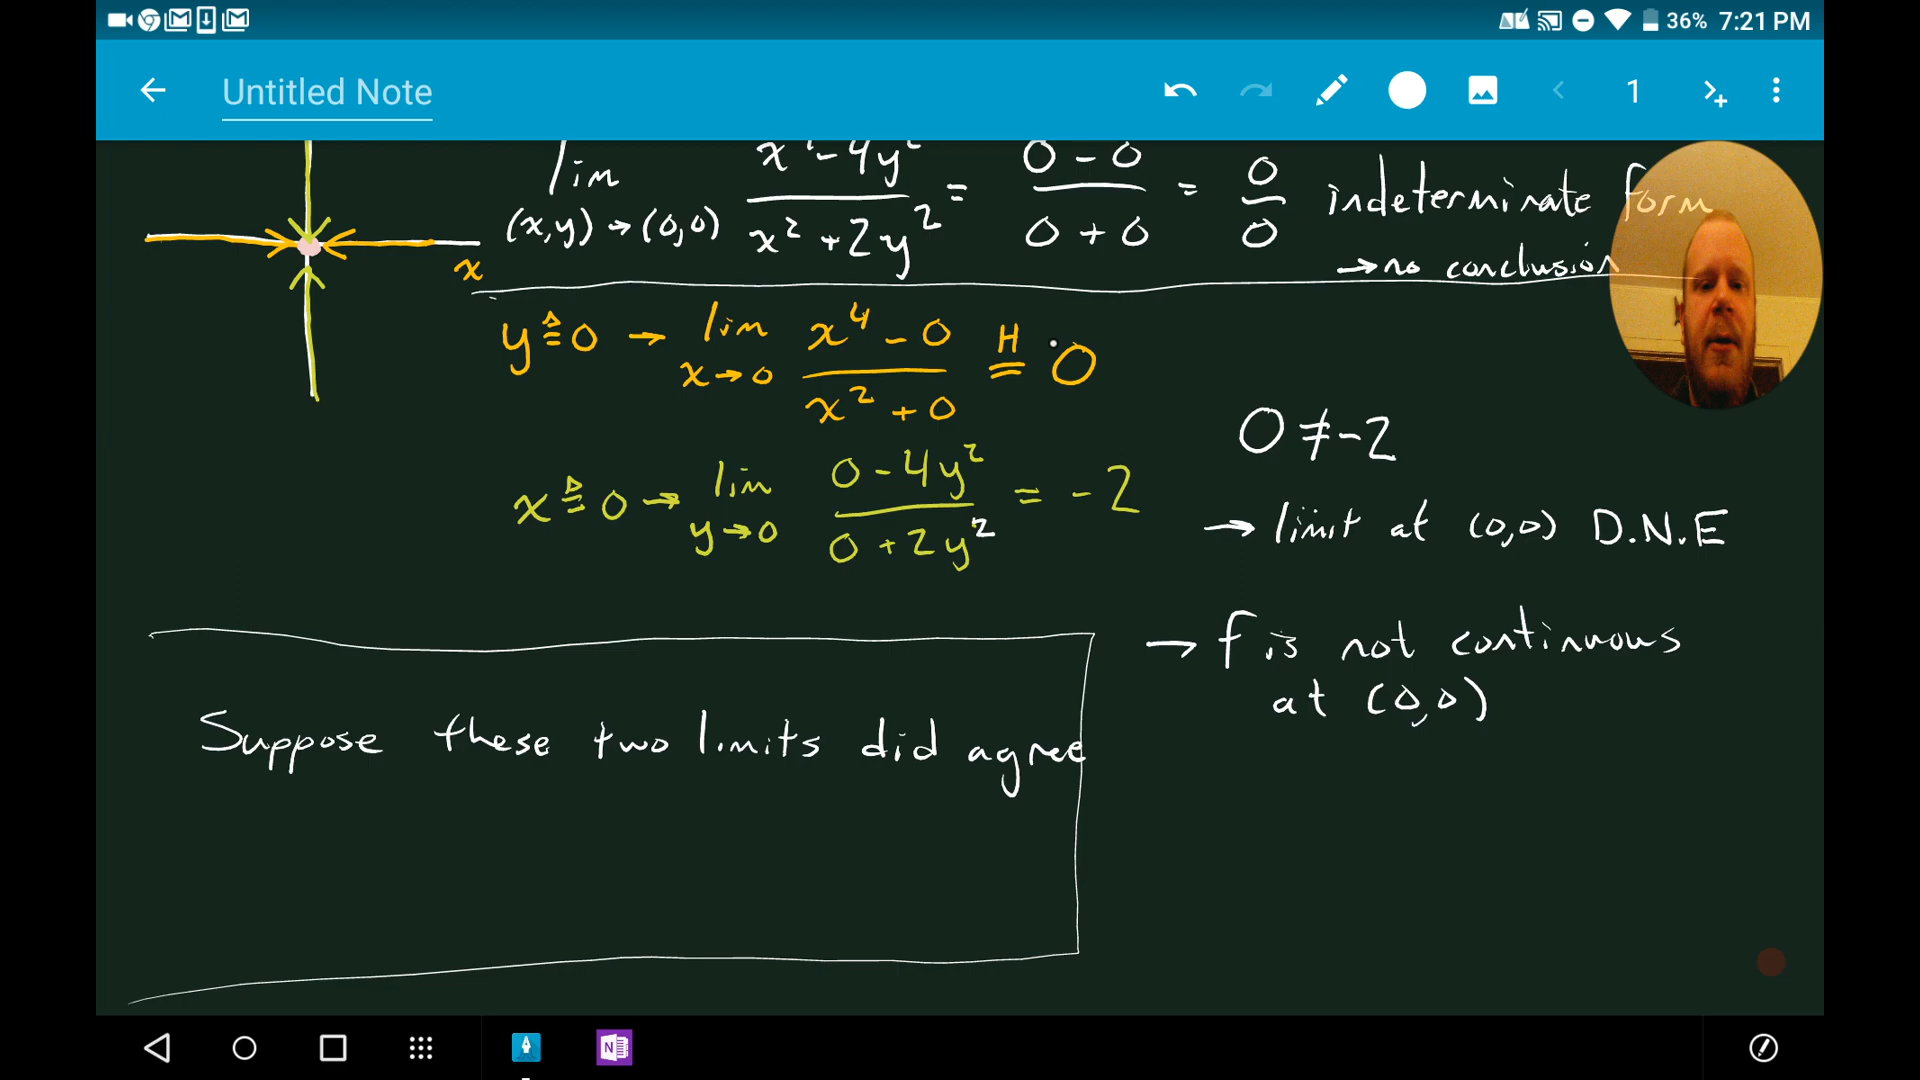 36% 7:21 PM
Untitled Note
1
lim x⁴-4y² = 0-0 = 0 indeterminate form
(x,y)→(0,0) x²+2y² 0+0 0
→no conclusion
x
y≙0 → lim x⁴-0 H= 0
x→0 x²+0
0≠-2
x≙0 → lim 0-4y² = -2
y→0 0+2y²
→ limit at (0,0) D.N.E
→ f is not continuous
at (0,0)
Suppose these two limits did agree
N